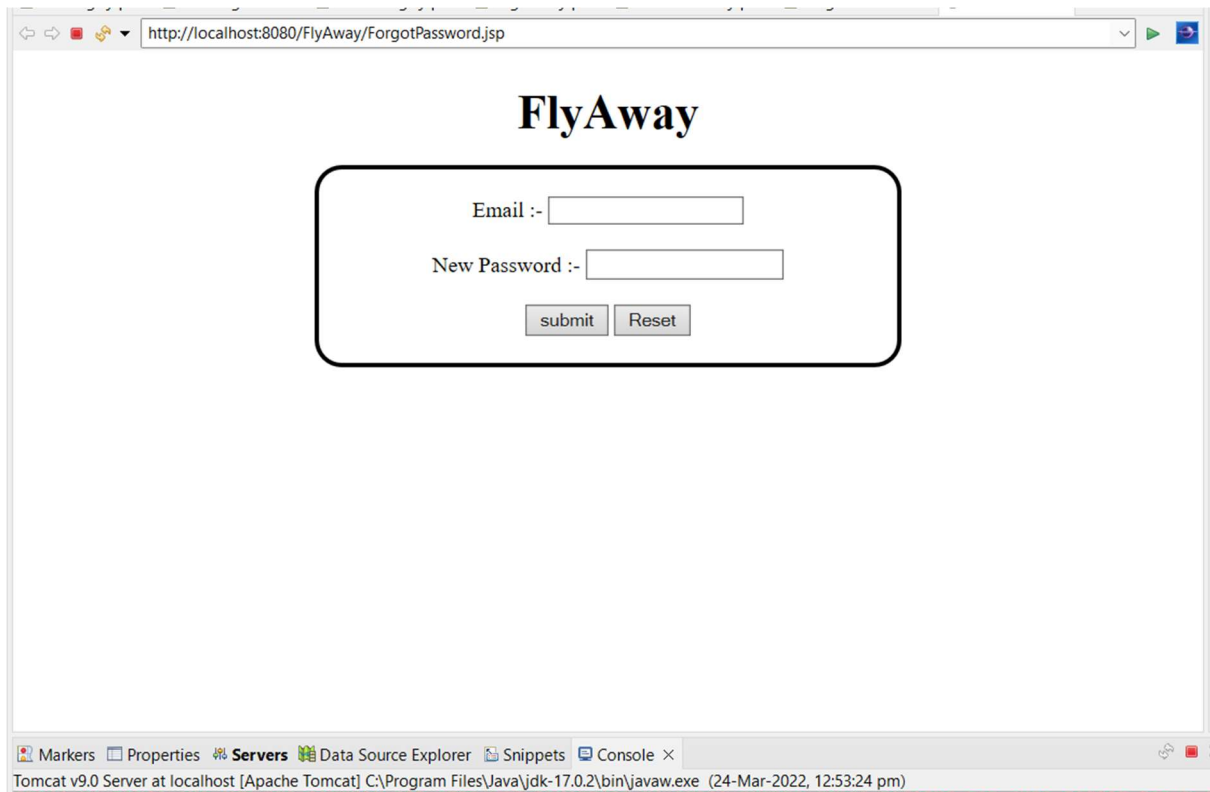 http://localhost:8080/FlyAway/ForgotPassword.jsp
FlyAway
Email :-
New Password :-
submit Reset
Markers Properties Servers Data Source Explorer Snippets Console
Tomcat v9.0 Server at localhost [Apache Tomcat] C:\Program Files\Java\jdk-17.0.2\bin\javaw.exe (24-Mar-2022, 12:53:24 pm)